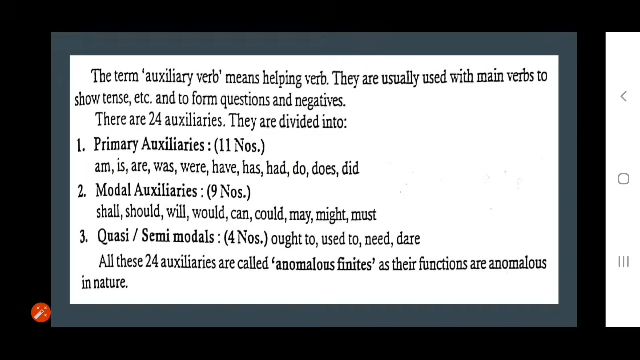 The term 'auxiliary verb' means helping verb. They are usually used with main verbs to
show tense, etc. and to form questions and negatives.
There are 24 auxiliaries. They are divided into:
1. Primary Auxiliaries : (11 Nos.)
am, is, are, was, were, have, has, had, do, does, did
2. Modal Auxiliaries : (9 Nos.)
shall, should, will, would, can, could, may, might, must
3. Quasi / Semi modals : (4 Nos.) ought to, used to, need, dare
All these 24 auxiliaries are called 'anomalous finites' as their functions are anomalous
in nature.